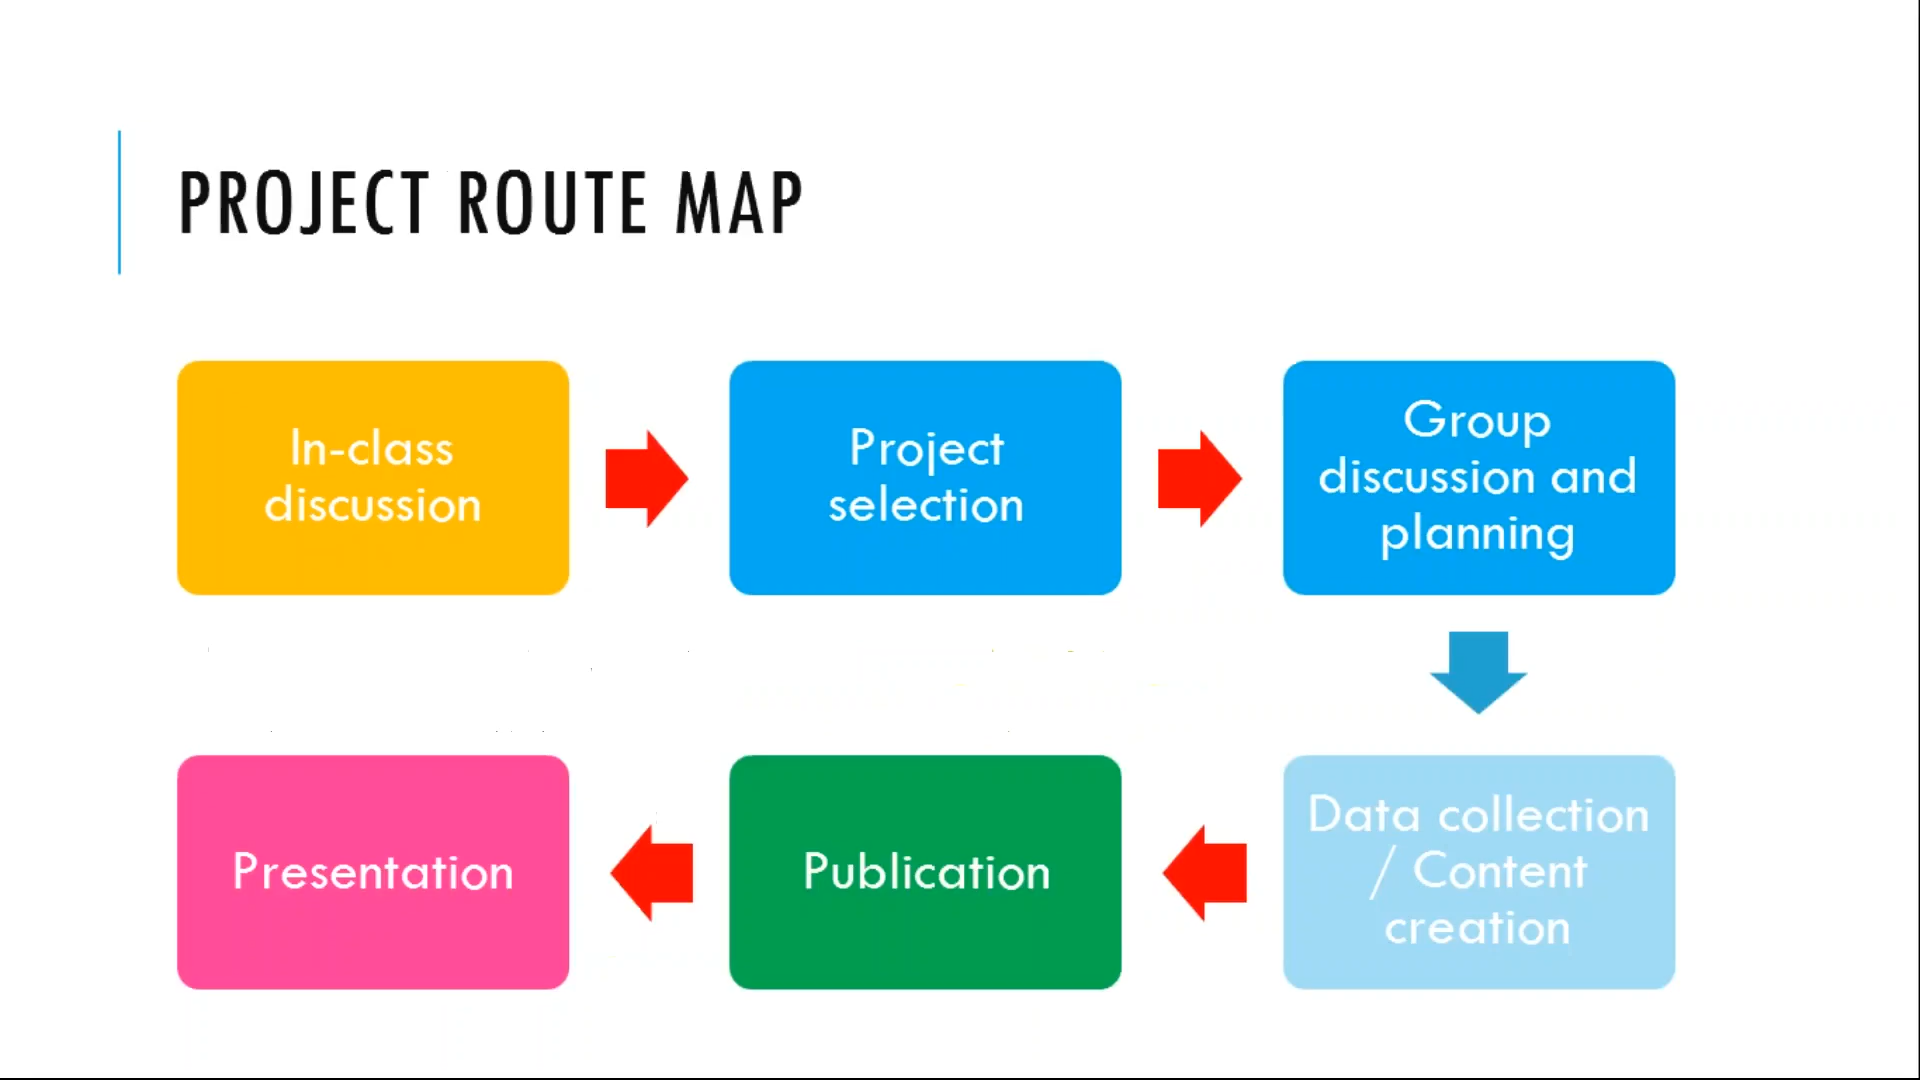 PROJECT ROUTE MAP
In-class
discussion
Project
selection
Group
discussion and
planning
Data collection
/ Content
creation
Publication
Presentation